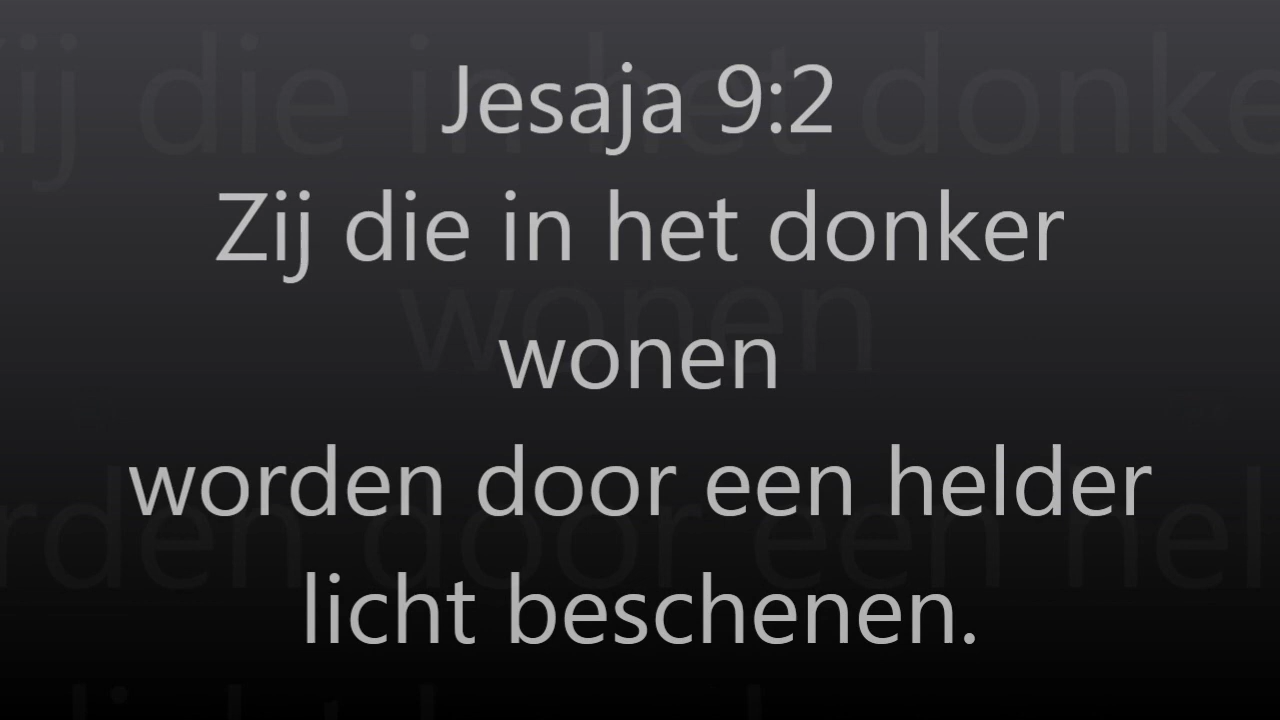 Jesaja 9:2
Zij die in het donker
wonen
worden door een helder
licht beschenen.